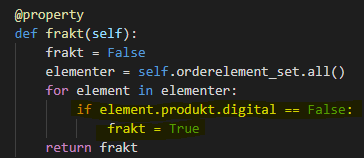 @property
def frakt(self):
    frakt = False
    elementer = self.orderelement_set.all()
    for element in elementer:
        if element.produkt.digital == False:
            frakt = True
    return frakt